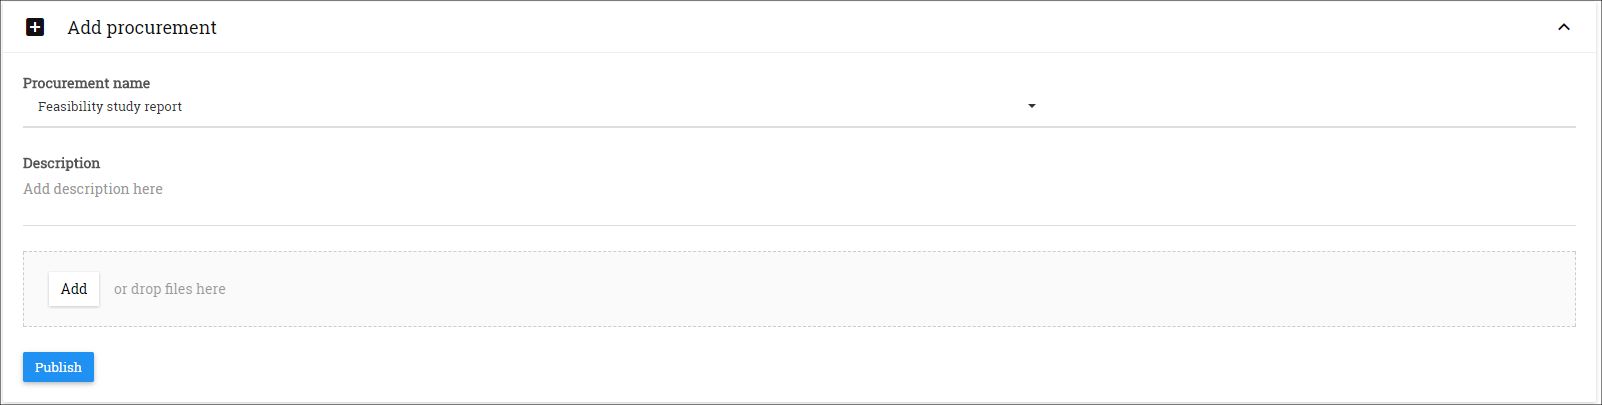 Add procurement
Procurement name
Feasibility study report
Description
Add description here
Add or drop files here
Publish